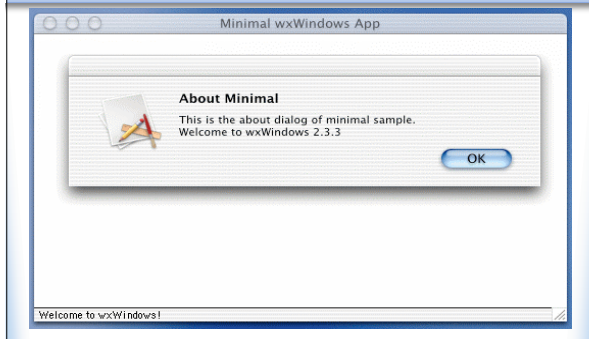 Minimal wxWindows App
About Minimal
This is the about dialog of minimal sample.
Welcome to wxWindows 2.3.3
OK
Welcome to wxWindows!